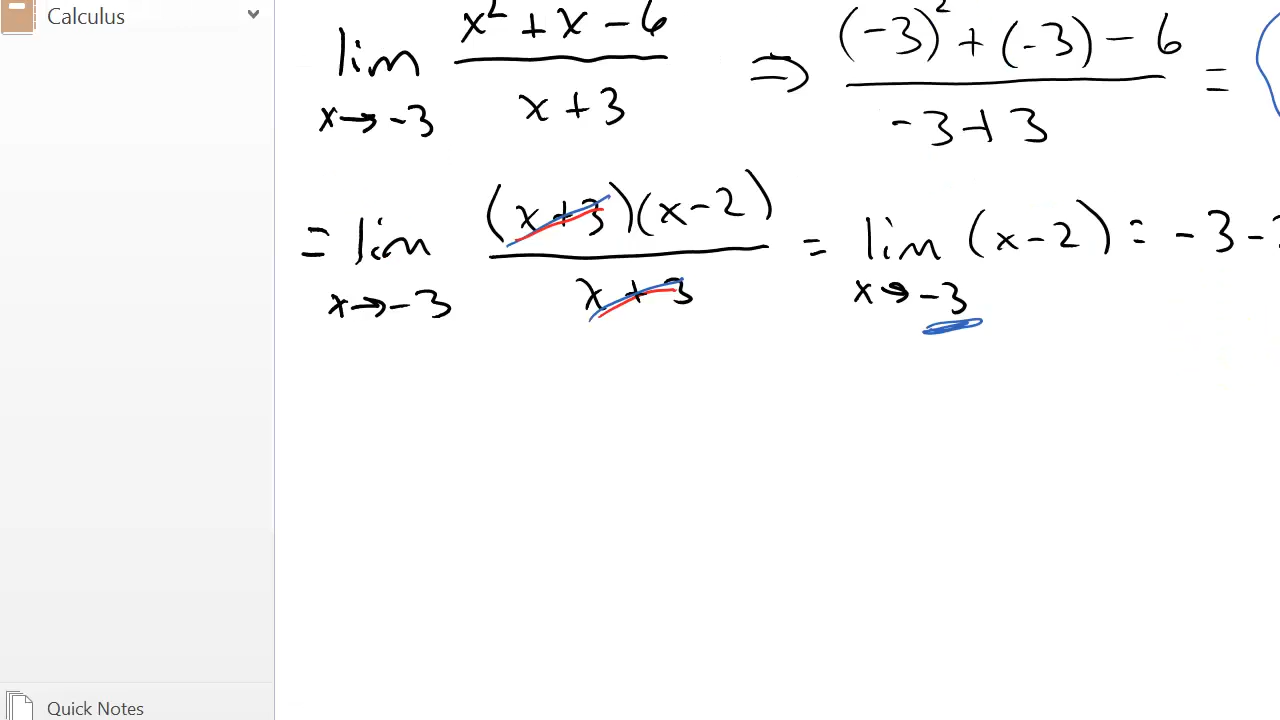 Calculus
lim x→-3 (x² + x - 6)/(x + 3) ⇒ ((-3)² + (-3) - 6)/(-3 + 3) =
= lim x→-3 ((x+3)(x-2))/(x+3) = lim x→-3 (x-2) = -3 -
Quick Notes